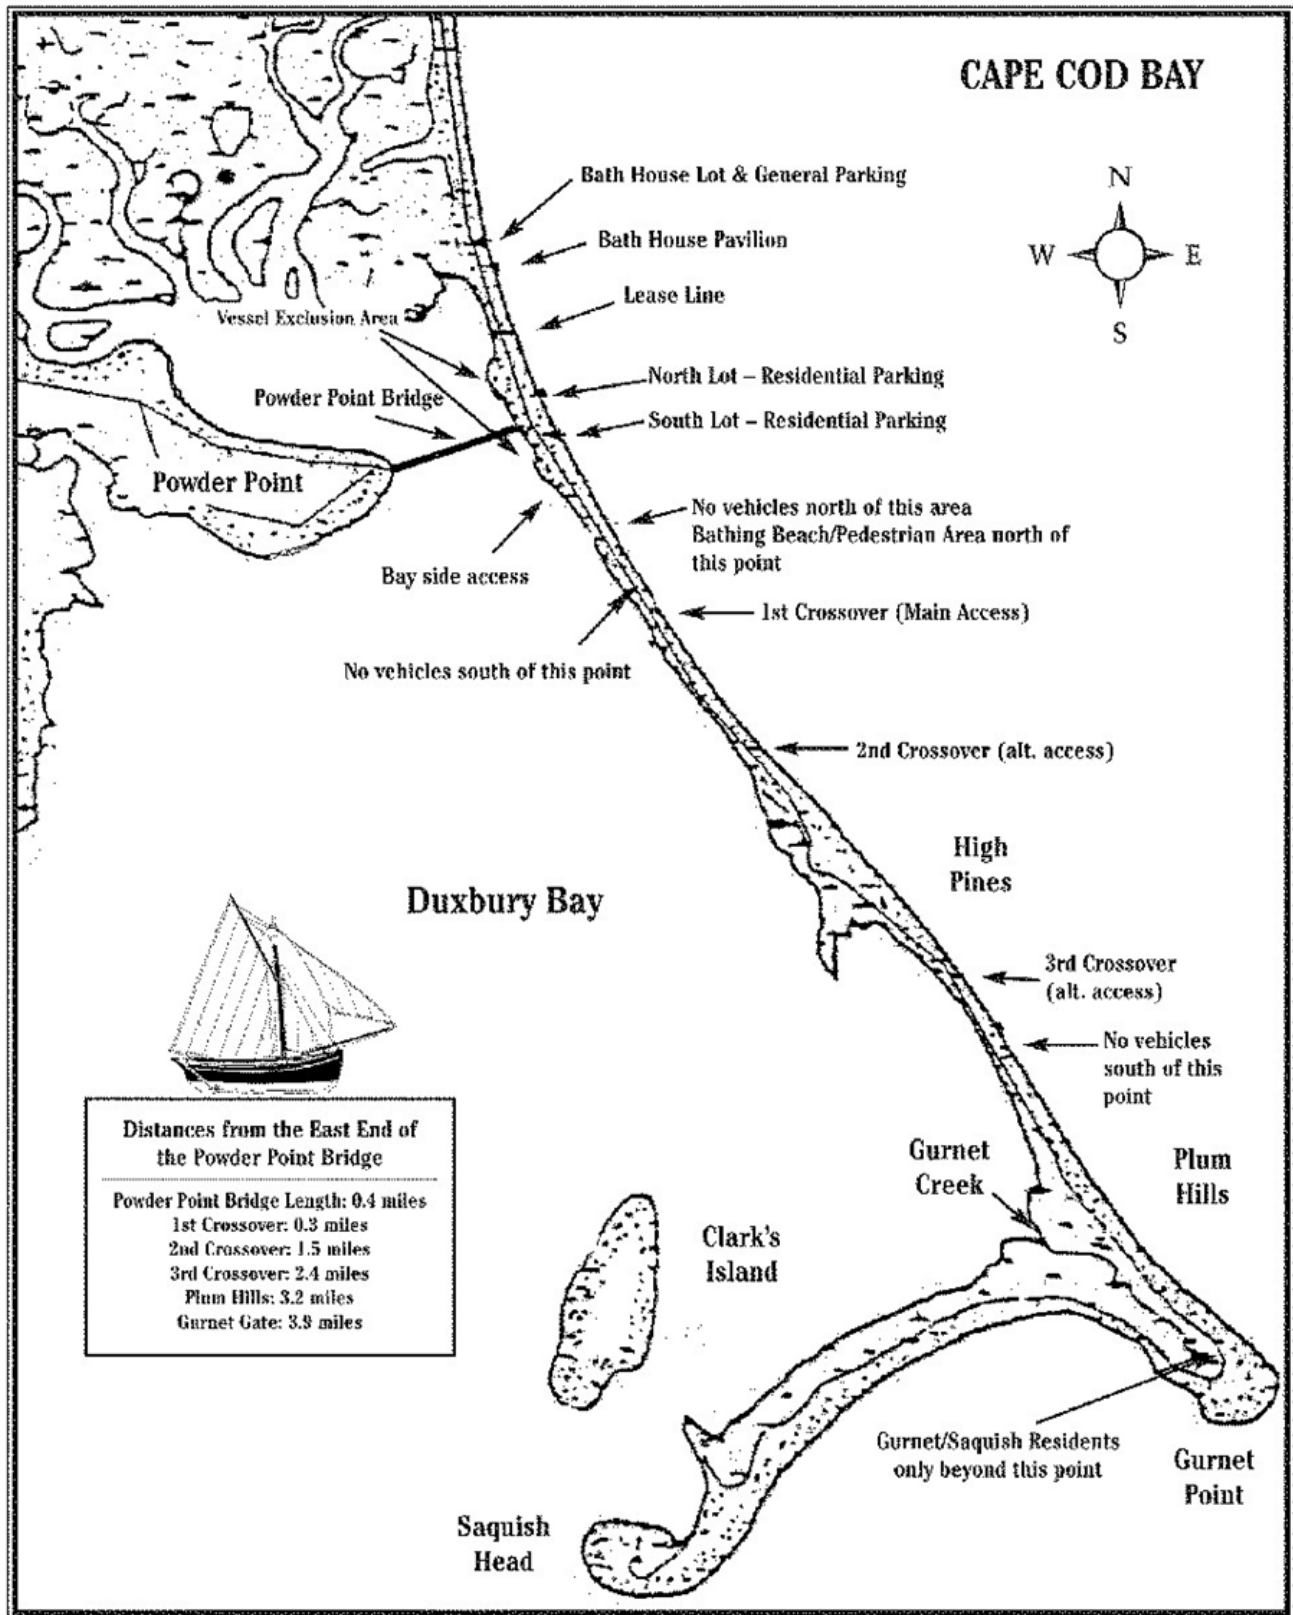 CAPE COD BAY
N
W
E
S
Bath House Lot & General Parking
Bath House Pavilion
Lease Line
Vessel Exclusion Area
North Lot – Residential Parking
Powder Point Bridge
South Lot – Residential Parking
Powder Point
No vehicles north of this area
Bathing Beach/Pedestrian Area north of
this point
Bay side access
1st Crossover (Main Access)
No vehicles south of this point
2nd Crossover (alt. access)
High
Pines
Duxbury Bay
3rd Crossover
(alt. access)
No vehicles
south of this
point
Distances from the East End of
the Powder Point Bridge
Powder Point Bridge Length: 0.4 miles
1st Crossover: 0.3 miles
2nd Crossover: 1.5 miles
3rd Crossover: 2.4 miles
Plum Hills: 3.2 miles
Gurnet Gate: 3.9 miles
Gurnet
Creek
Plum
Hills
Clark's
Island
Gurnet/Saquish Residents
only beyond this point
Gurnet
Point
Saquish
Head